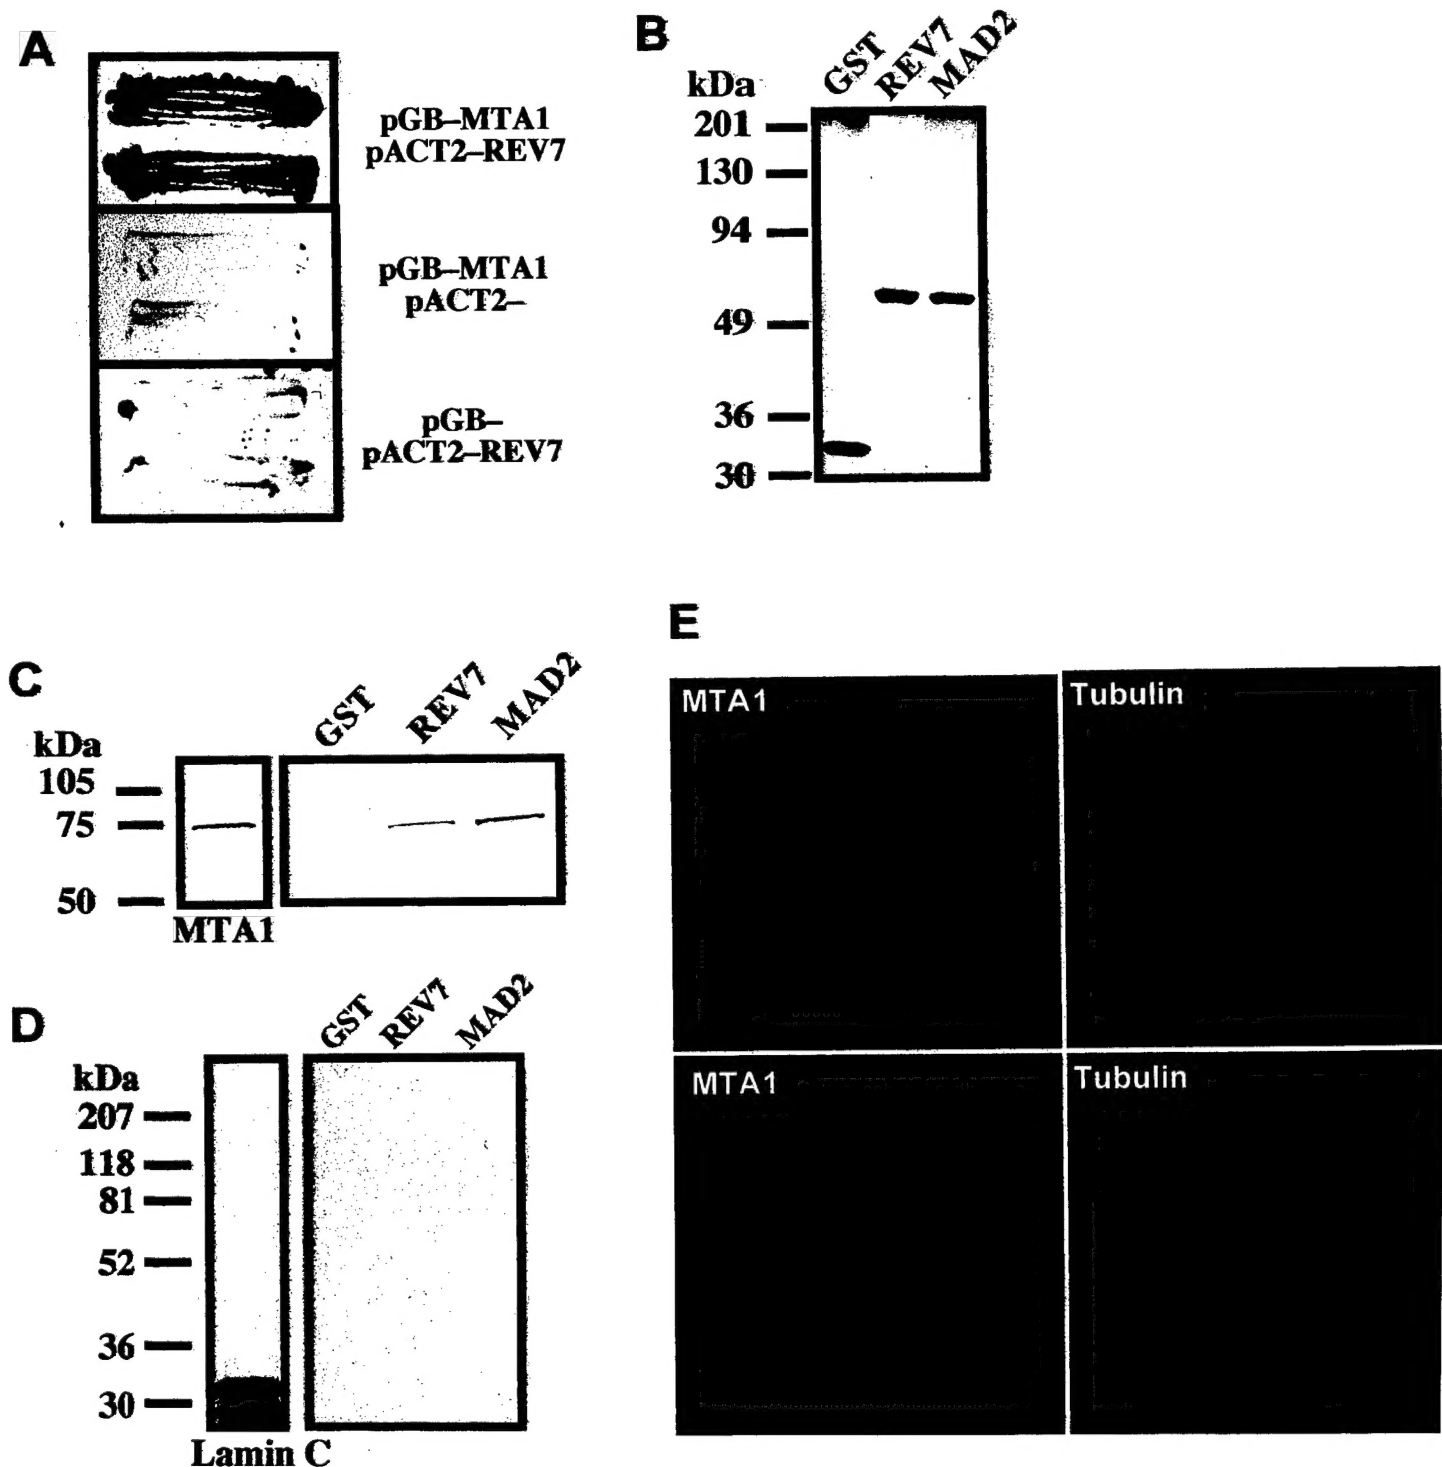 A
pGB–MTA1
pACT2–REV7
pGB–MTA1
pACT2–
pGB–
pACT2–REV7
B
GST
REV7
MAD2
kDa
201
130
94
49
36
30
C
GST
REV7
MAD2
kDa
105
75
50
MTA1
D
GST
REV7
MAD2
kDa
207
118
81
52
36
30
Lamin C
E
MTA1
Tubulin
MTA1
Tubulin